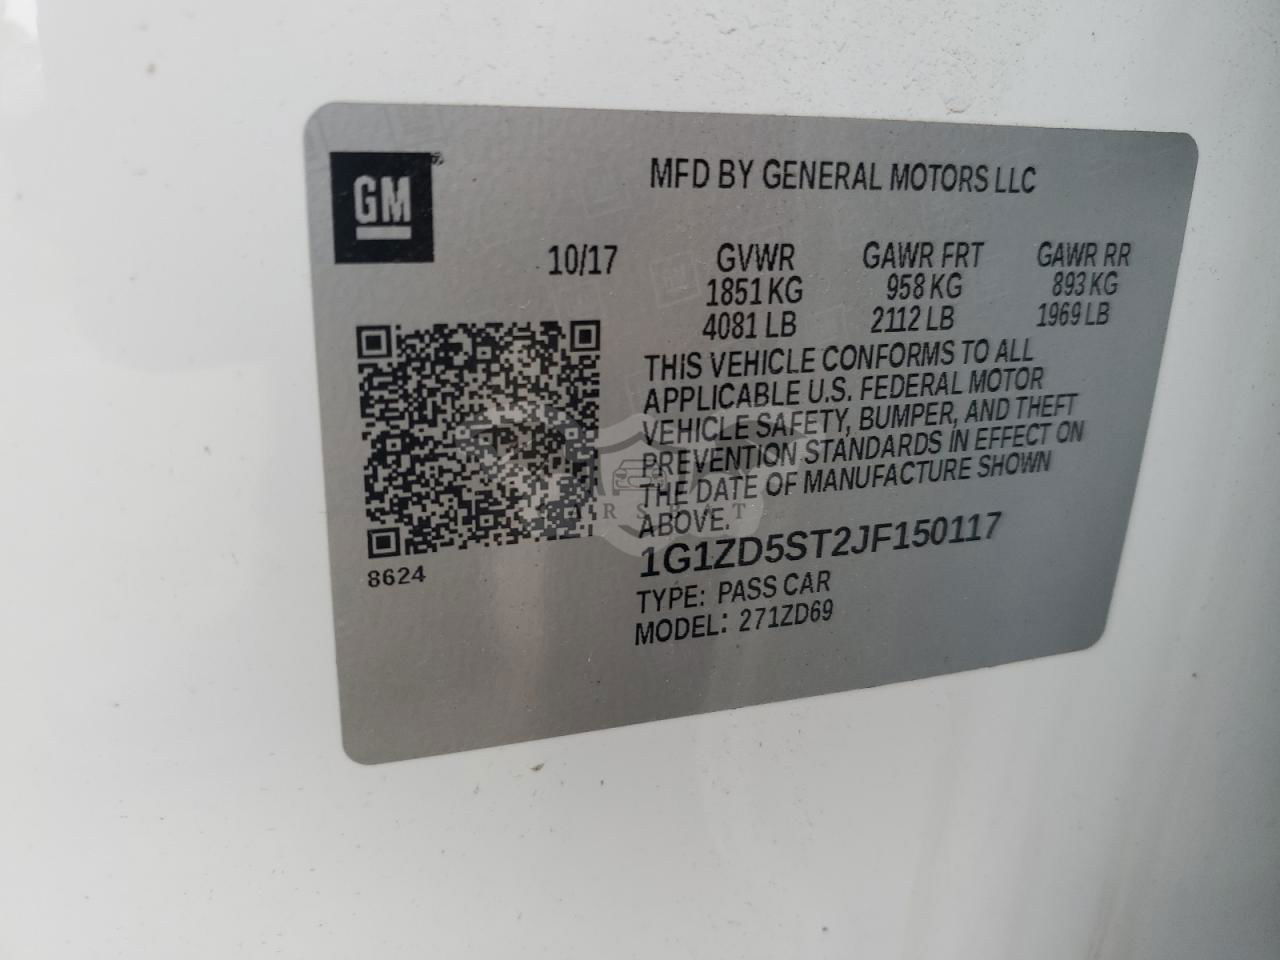 GM
MFD BY GENERAL MOTORS LLC
10/17 GVWR GAWR FRT GAWR RR
1851 KG 958 KG 893 KG
4081 LB 2112 LB 1969 LB
THIS VEHICLE CONFORMS TO ALL
APPLICABLE U.S. FEDERAL MOTOR
VEHICLE SAFETY, BUMPER, AND THEFT
PREVENTION STANDARDS IN EFFECT ON
THE DATE OF MANUFACTURE SHOWN
ABOVE.
1G1ZD5ST2JF150117
8624
TYPE: PASS CAR
MODEL: 271ZD69